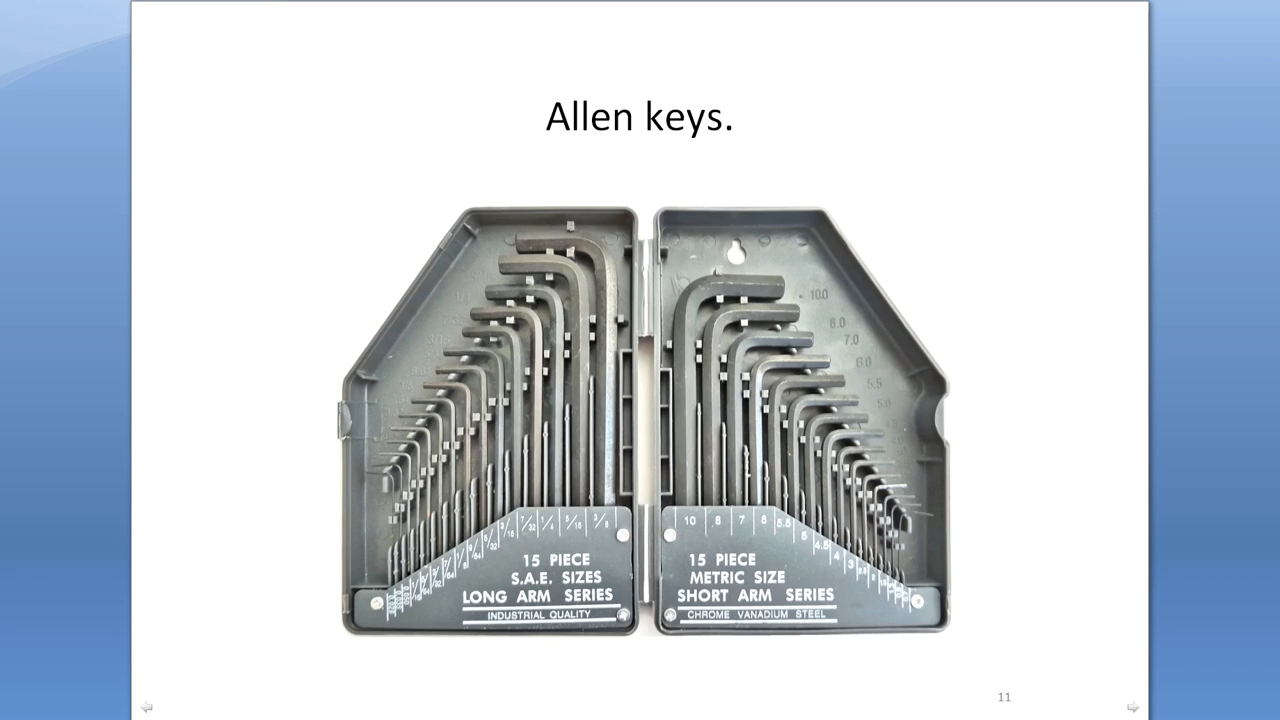 Allen keys.
10.0
8.0
7.0
6.0
5.5
5.0
3/16 7/32 1/4 5/16 3/8
15 PIECE
S.A.E. SIZES
LONG ARM SERIES
INDUSTRIAL QUALITY
10 8 7 6 5.5 5 4.5 4 3
15 PIECE
METRIC SIZE
SHORT ARM SERIES
CHROME VANADIUM STEEL
11